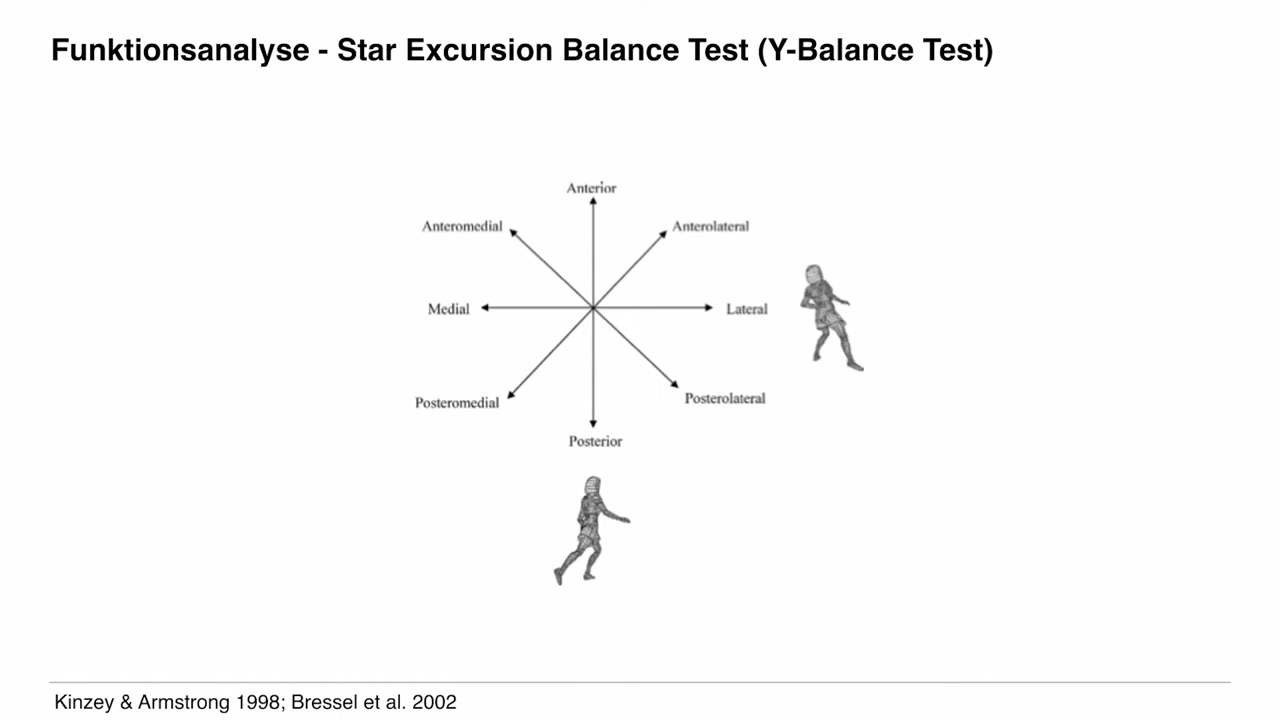 Funktionsanalyse - Star Excursion Balance Test (Y-Balance Test)
Anterior
Anteromedial
Anterolateral
Medial
Lateral
Posteromedial
Posterolateral
Posterior
Kinzey & Armstrong 1998; Bressel et al. 2002